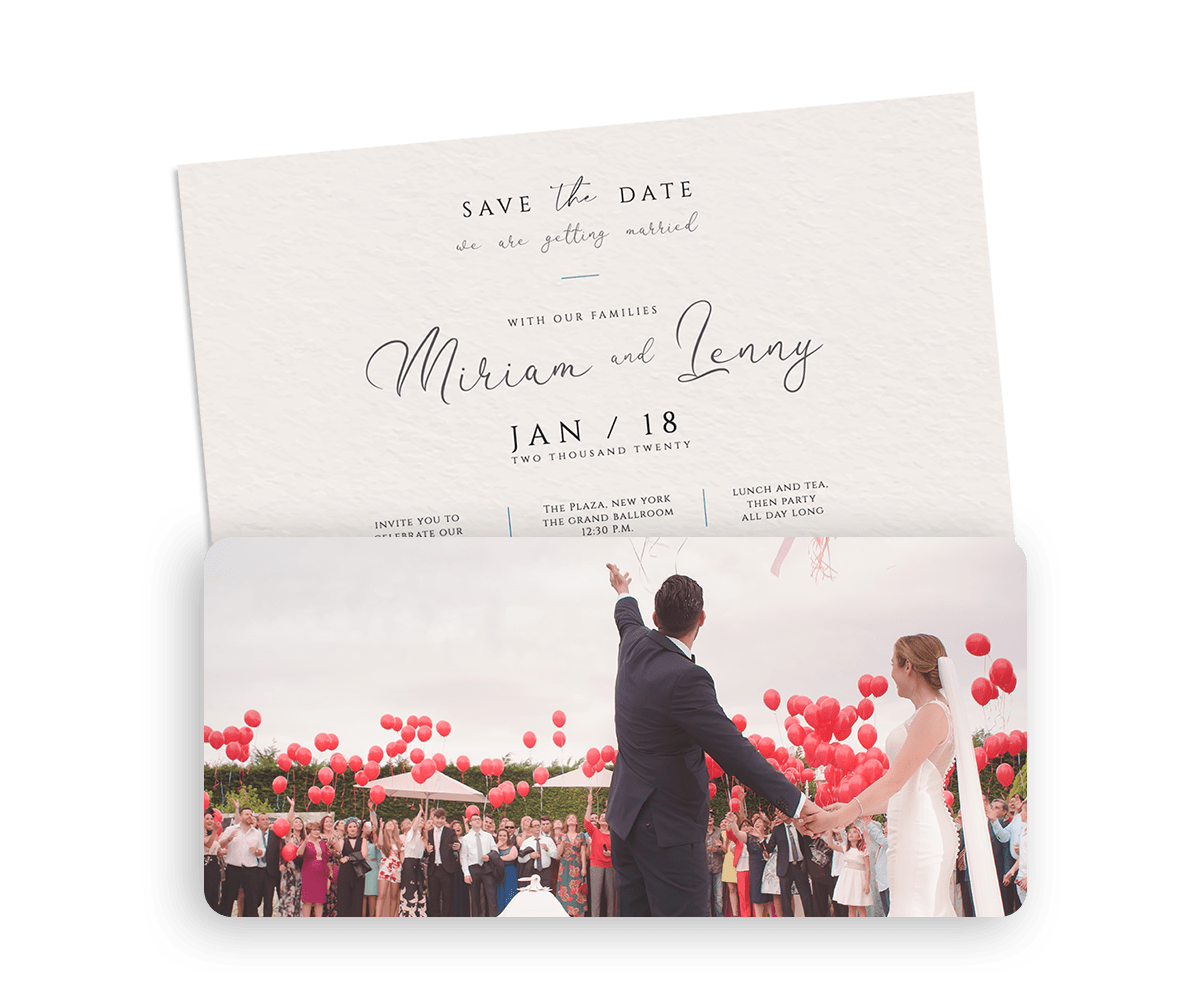 SAVE the DATE
we are getting married
WITH OUR FAMILIES
Miriam and Lenny
JAN / 18
TWO THOUSAND TWENTY
INVITE YOU TO
CELEBRATE OUR
THE PLAZA, NEW YORK
THE GRAND BALLROOM
12:30 P.M.
LUNCH AND TEA,
THEN PARTY
ALL DAY LONG